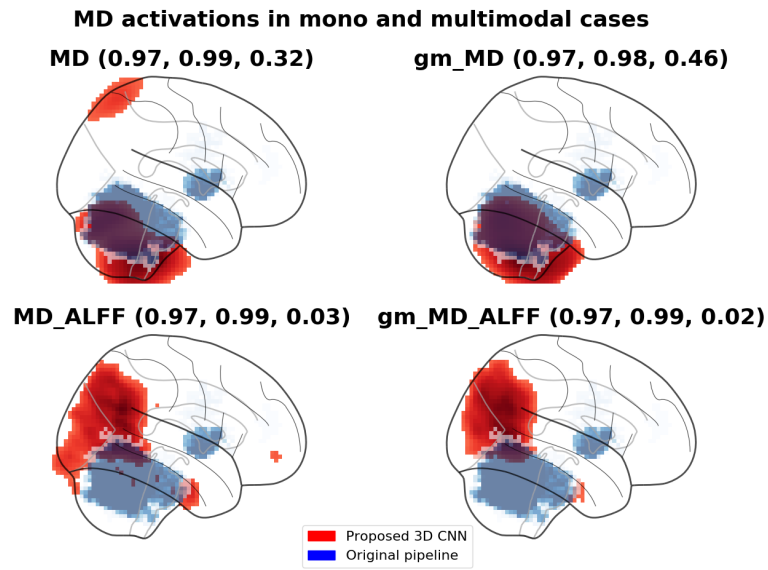 MD activations in mono and multimodal cases
MD (0.97, 0.99, 0.32)
gm_MD (0.97, 0.98, 0.46)
MD_ALFF (0.97, 0.99, 0.03)
gm_MD_ALFF (0.97, 0.99, 0.02)
Proposed 3D CNN
Original pipeline